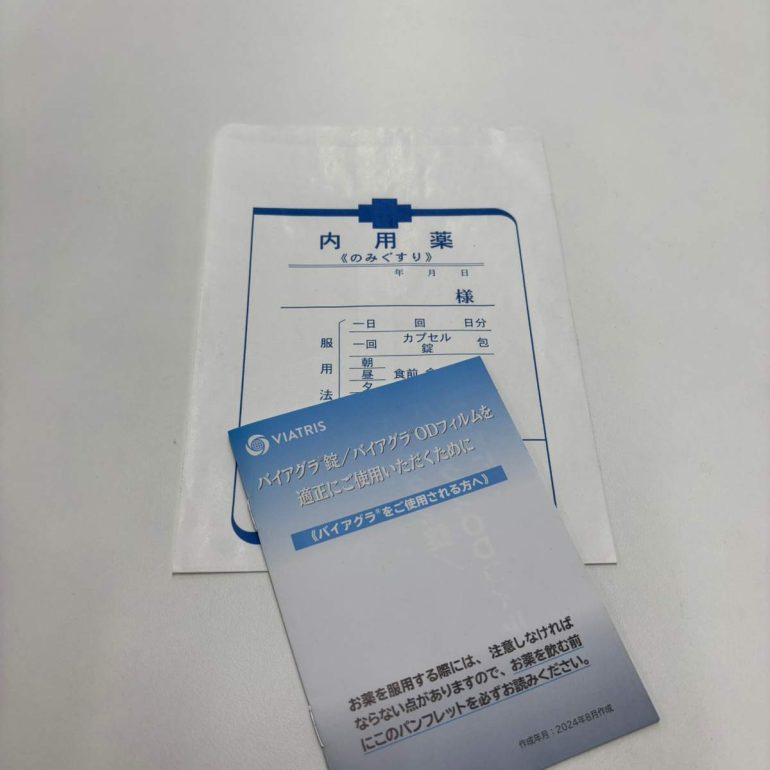 内用薬
《のみぐすり》
年 月 日
様
服用法
一日 回 日分
一回 カプセル 錠 包
朝
昼 食前
夕
VIATRIS
バイアグラ®錠/バイアグラ®ODフィルムを
適正にご使用いただくために
《バイアグラ®をご使用される方へ》
お薬を服用する際には、注意しなければ
ならない点がありますので、お薬を飲む前
にこのパンフレットを必ずお読みください。
作成年月:2024年8月作成